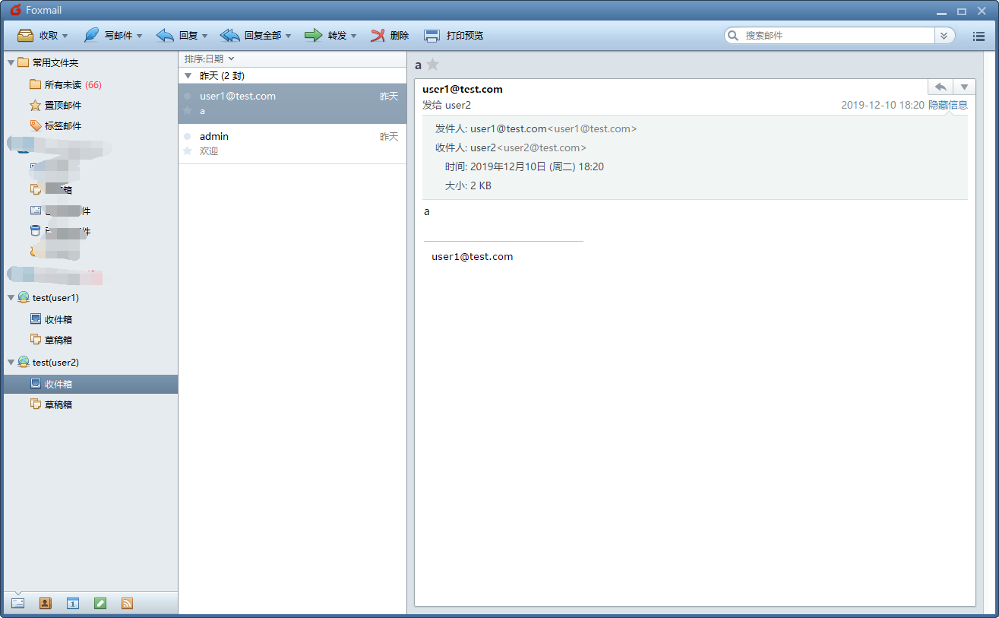 Foxmail
收取 写邮件 回复 回复全部 转发 删除 打印预览 搜索邮件
常用文件夹
所有未读 (66)
置顶邮件
标签邮件
箱
件
件
test(user1)
收件箱
草稿箱
test(user2)
收件箱
草稿箱
1
排序:日期
昨天 (2 封)
user1@test.com 昨天
a
admin 昨天
欢迎
a
user1@test.com
发给 user2 2019-12-10 18:20 隐藏信息
发件人: user1@test.com<user1@test.com>
收件人: user2<user2@test.com>
时间: 2019年12月10日 (周二) 18:20
大小: 2 KB
a
user1@test.com